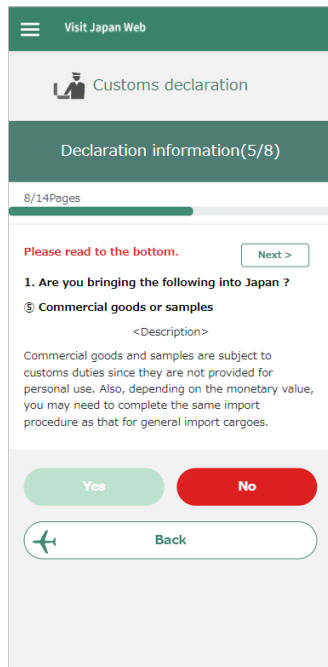 Visit Japan Web
Customs declaration
Declaration information(5/8)
8/14Pages
Please read to the bottom.
Next >
1. Are you bringing the following into Japan ?
⑤ Commercial goods or samples
<Description>
Commercial goods and samples are subject to
customs duties since they are not provided for
personal use. Also, depending on the monetary value,
you may need to complete the same import
procedure as that for general import cargoes.
Yes
No
Back